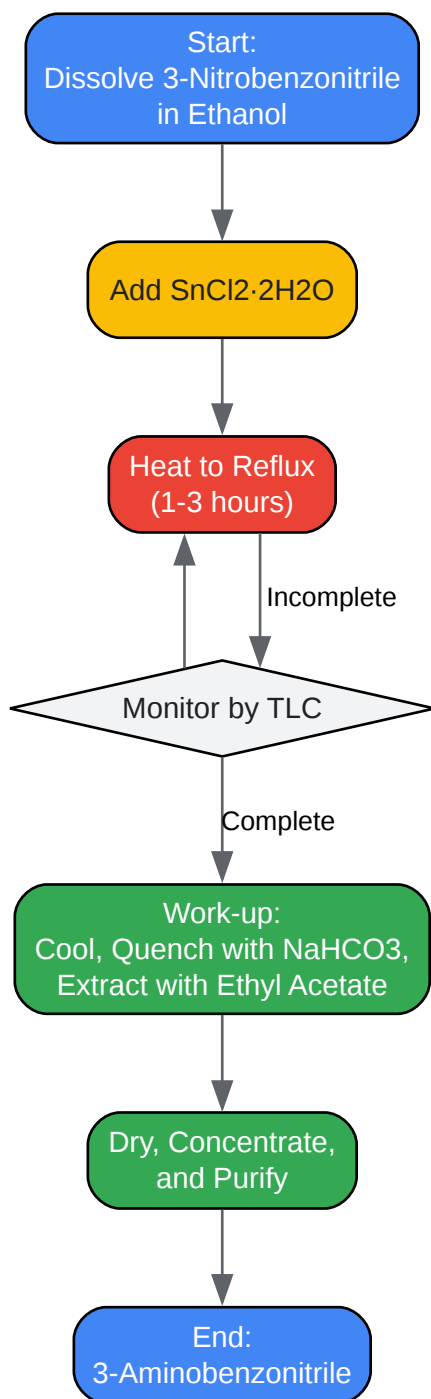 Start:
Dissolve 3-Nitrobenzonitrile
in Ethanol
Add SnCl2·2H2O
Heat to Reflux
(1-3 hours)
Incomplete
Monitor by TLC
Complete
Work-up:
Cool, Quench with NaHCO3,
Extract with Ethyl Acetate
Dry, Concentrate,
and Purify
End:
3-Aminobenzonitrile